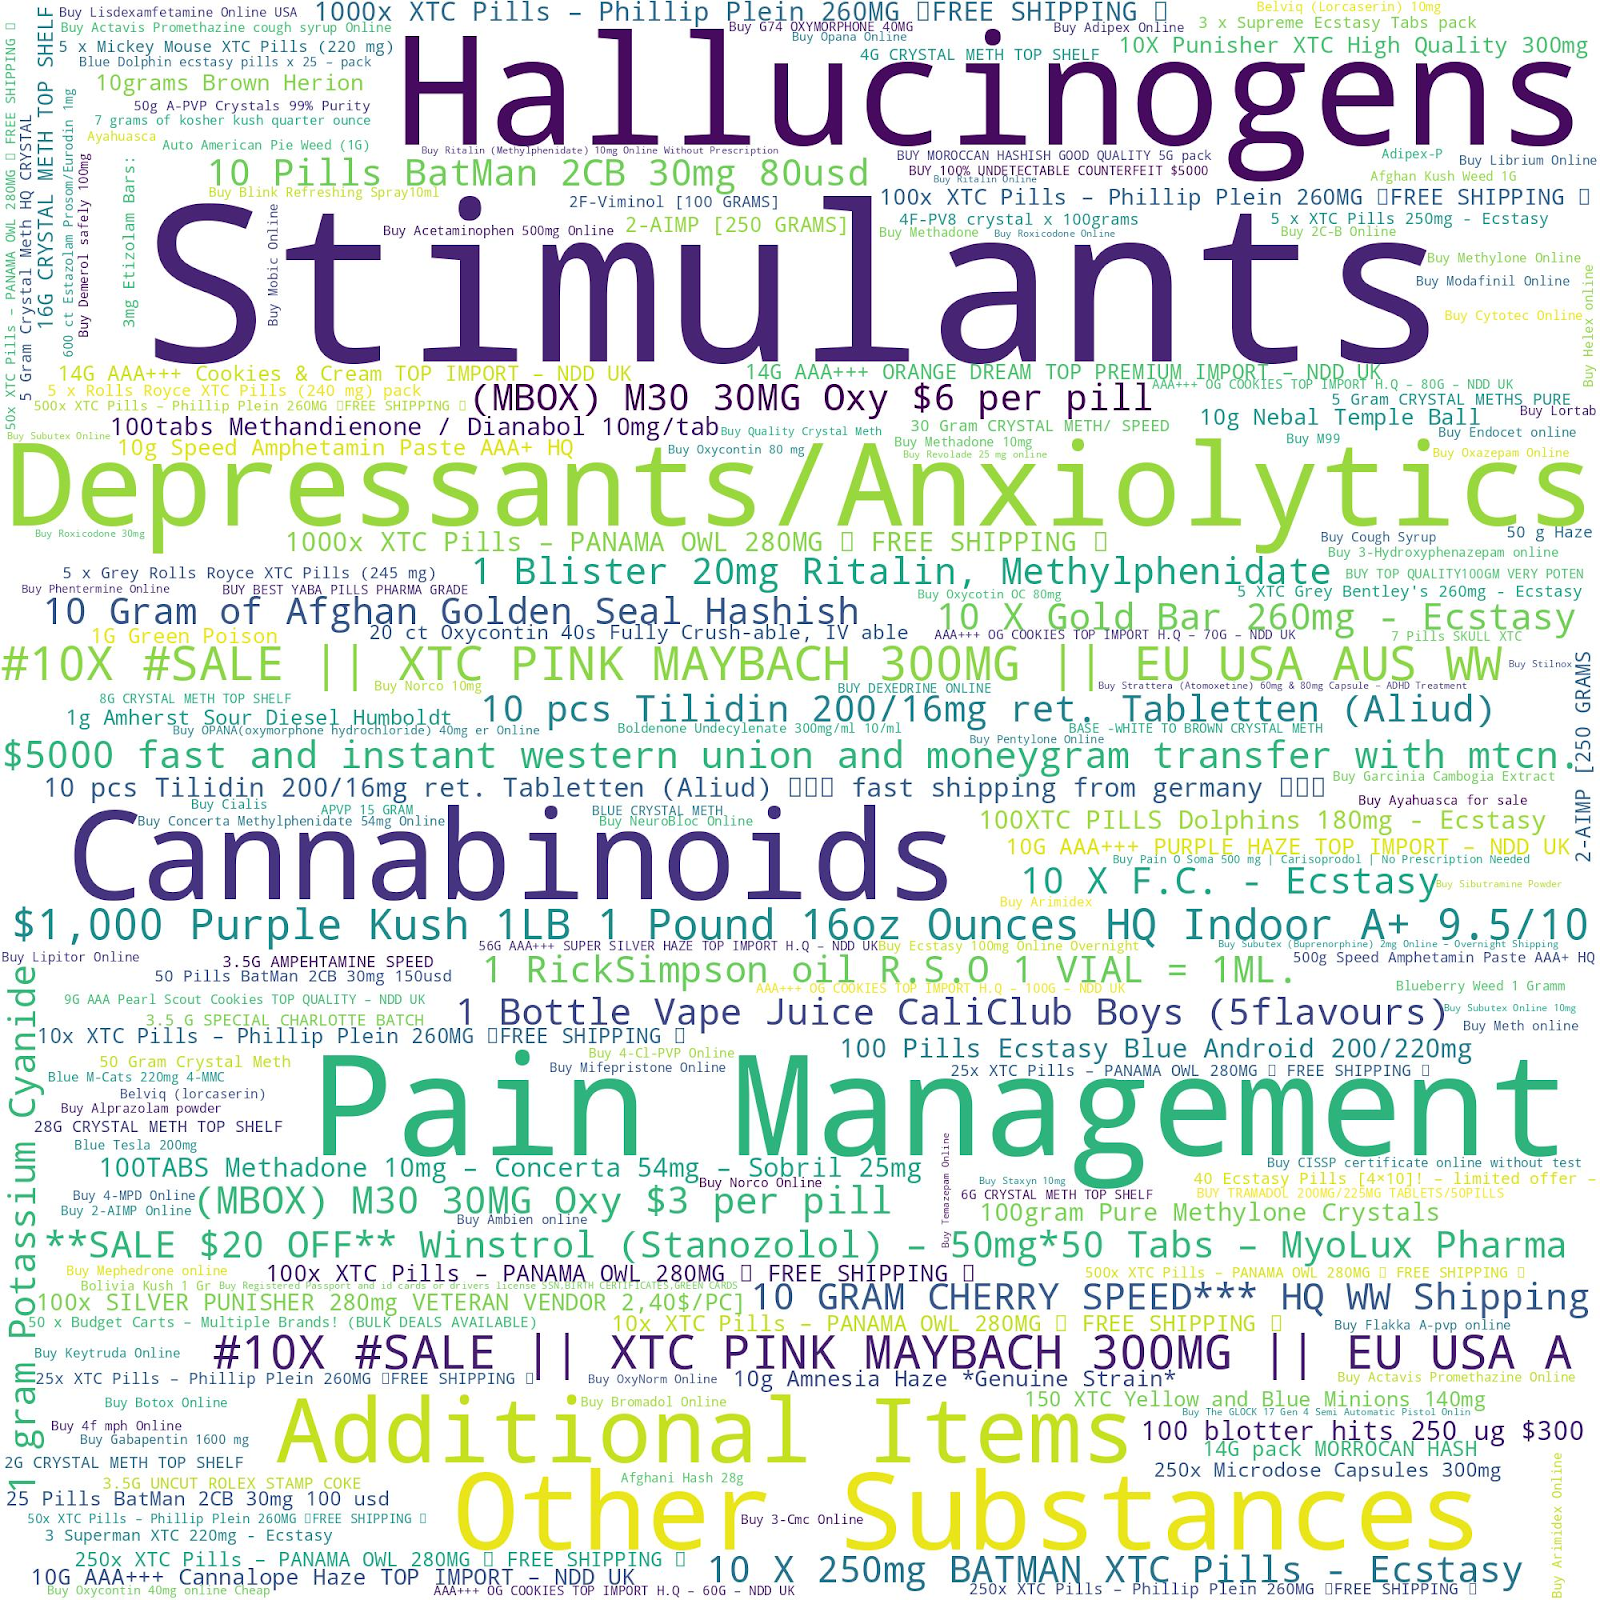 Buy Lisdexamfetamine Online USA
1000x XTC Pills – Phillip Plein 260MG FREE SHIPPING
Belviq (Lorcaserin) 10mg
Buy Actavis Promethazine cough syrup Online
Buy G74 OXYMORPHONE 40MG
Buy Adipex Online
3 x Supreme Ecstasy Tabs pack
Buy Opana Online
5 x Mickey Mouse XTC Pills (220 mg)
4G CRYSTAL METH TOP SHELF
10X Punisher XTC High Quality 300mg
Blue Dolphin ecstasy pills x 25 – pack
Hallucinogens
10grams Brown Herion
50g A-PVP Crystals 99% Purity
7 grams of kosher kush quarter ounce
Ayahuasca
Auto American Pie Weed (1G)
Buy Ritalin (Methylphenidate) 10mg Online Without Prescription
BUY MOROCCAN HASHISH GOOD QUALITY 5G pack
Adipex-P
Buy Librium Online
10 Pills BatMan 2CB 30mg 80usd
BUY 100% UNDETECTABLE COUNTERFEIT $5000
Afghan Kush Weed 1G
Buy Ritalin Online
Buy Blink Refreshing Spray10ml
2F-Viminol [100 GRAMS]
100x XTC Pills – Phillip Plein 260MG FREE SHIPPING
2-AIMP [250 GRAMS]
4F-PV8 crystal x 100grams
5 x XTC Pills 250mg - Ecstasy
Buy Acetaminophen 500mg Online
Buy Methadone
Buy Roxicodone Online
Buy 2C-B Online
Stimulants
Buy Methylone Online
Buy Modafinil Online
Buy Cytotec Online
Buy Helex online
50x XTC Pills – PANAMA OWL 280MG FREE SHIPPING
5 Gram Crystal Meth HQ CRYSTAL
16G CRYSTAL METH TOP SHELF
600 ct Estazolam Prosom/Eurodin 1mg
Buy Demerol safely 100mg
3mg Etizolam Bars:
Buy Mobic Online
14G AAA+++ Cookies & Cream TOP IMPORT – NDD UK
14G AAA+++ ORANGE DREAM TOP PREMIUM IMPORT – NDD UK
5 x Rolls Royce XTC Pills (240 mg) pack
(MBOX) M30 30MG Oxy $6 per pill
AAA+++ OG COOKIES TOP IMPORT H.Q – 80G – NDD UK
500x XTC Pills – Phillip Plein 260MG FREE SHIPPING
5 Gram CRYSTAL METHS PURE
100tabs Methandienone / Dianabol 10mg/tab
Buy Quality Crystal Meth
30 Gram CRYSTAL METH/ SPEED
10g Nebal Temple Ball
Buy Lortab
Buy Subutex Online
Buy Methadone 10mg
Buy M99
Buy Endocet online
10g Speed Amphetamin Paste AAA+ HQ
Buy Oxycontin 80 mg
Buy Revolade 25 mg online
Buy Oxazepam Online
Depressants/Anxiolytics
Buy Roxicodone 30mg
1000x XTC Pills – PANAMA OWL 280MG FREE SHIPPING
Buy Cough Syrup
50 g Haze
Buy 3-Hydroxyphenazepam online
5 x Grey Rolls Royce XTC Pills (245 mg)
1 Blister 20mg Ritalin, Methylphenidate
BUY TOP QUALITY100GM VERY POTEN
Buy Phentermine Online
BUY BEST YABA PILLS PHARMA GRADE
Buy Oxycotin OC 80mg
5 XTC Grey Bentley's 260mg - Ecstasy
10 Gram of Afghan Golden Seal Hashish
10 X Gold Bar 260mg - Ecstasy
1G Green Poison
20 ct Oxycontin 40s Fully Crush-able, IV able
AAA+++ OG COOKIES TOP IMPORT H.Q – 70G – NDD UK
7 Pills SKULL XTC
#10X #SALE || XTC PINK MAYBACH 300MG || EU USA AUS WW
Buy Stilnox
Buy Norco 10mg
BUY DEXEDRINE ONLINE
Buy Strattera (Atomoxetine) 60mg & 80mg Capsule – ADHD Treatment
8G CRYSTAL METH TOP SHELF
10 pcs Tilidin 200/16mg ret. Tabletten (Aliud)
1g Amherst Sour Diesel Humboldt
Buy OPANA(oxymorphone hydrochloride) 40mg er Online
Boldenone Undecylenate 300mg/ml 10/ml
BASE -WHITE TO BROWN CRYSTAL METH
Buy Pentylone Online
$5000 fast and instant western union and moneygram transfer with mtcn.
2-AIMP [250 GRAMS
10 pcs Tilidin 200/16mg ret. Tabletten (Aliud) fast shipping from germany
Buy Garcinia Cambogia Extract
Buy Cialis
APVP 15 GRAM
BLUE CRYSTAL METH
Buy Ayahuasca for sale
Buy Concerta Methylphenidate 54mg Online
Buy NeuroBloc Online
100XTC PILLS Dolphins 180mg - Ecstasy
Cannabinoids
10G AAA+++ PURPLE HAZE TOP IMPORT – NDD UK
Buy Pain O Soma 500 mg | Carisoprodol | No Prescription Needed
10 X F.C. - Ecstasy
Buy Sibutramine Powder
Buy Arimidex
$1,000 Purple Kush 1LB 1 Pound 16oz Ounces HQ Indoor A+ 9.5/10
56G AAA+++ SUPER SILVER HAZE TOP IMPORT H.Q – NDD UK
Buy Ecstasy 100mg Online Overnight
Buy Subutex (Buprenorphine) 2mg Online – Overnight Shipping
Buy Lipitor Online
3.5G AMPEHTAMINE SPEED
500g Speed Amphetamin Paste AAA+ HQ
50 Pills BatMan 2CB 30mg 150usd
1 RickSimpson oil R.S.O 1 VIAL = 1ML.
AAA+++ OG COOKIES TOP IMPORT H.Q – 100G – NDD UK
Blueberry Weed 1 Gramm
9G AAA Pearl Scout Cookies TOP QUALITY – NDD UK
1 Bottle Vape Juice CaliClub Boys (5flavours)
Buy Subutex Online 10mg
3.5 G SPECIAL CHARLOTTE BATCH
Buy Meth online
10x XTC Pills – Phillip Plein 260MG FREE SHIPPING
100 Pills Ecstasy Blue Android 200/220mg
50 Gram Crystal Meth
Buy 4-Cl-PVP Online
Buy Mifepristone Online
25x XTC Pills – PANAMA OWL 280MG FREE SHIPPING
Blue M-Cats 220mg 4-MMC
Pain Management
Belviq (lorcaserin)
Buy Alprazolam powder
28G CRYSTAL METH TOP SHELF
Blue Tesla 200mg
1 gram Potassium Cyanide
Buy Temazepam Online
100TABS Methadone 10mg – Concerta 54mg – Sobril 25mg
Buy CISSP certificate online without test
Buy Norco Online
Buy Staxyn 10mg
40 Ecstasy Pills [4×10]! – limited offer –
Buy 4-MPD Online
(MBOX) M30 30MG Oxy $3 per pill
6G CRYSTAL METH TOP SHELF
BUY TRAMADOL 200MG/225MG TABLETS/50PILLS
Buy 2-AIMP Online
Buy Ambien online
100gram Pure Methylone Crystals
**SALE $20 OFF** Winstrol (Stanozolol) – 50mg*50 Tabs – MyoLux Pharma
Buy Mephedrone online
100x XTC Pills – PANAMA OWL 280MG FREE SHIPPING
500x XTC Pills – PANAMA OWL 280MG FREE SHIPPING
Bolivia Kush 1 Gr
Buy Registered Passport and id cards or drivers license SSN,BIRTH CERTIFICATES,GREEN CARDS
100x SILVER PUNISHER 280mg VETERAN VENDOR 2,40$/PC]
10 GRAM CHERRY SPEED*** HQ WW Shipping
50 x Budget Carts – Multiple Brands! (BULK DEALS AVAILABLE)
10x XTC Pills – PANAMA OWL 280MG FREE SHIPPING
Buy Flakka A-pvp online
Buy Keytruda Online
#10X #SALE || XTC PINK MAYBACH 300MG || EU USA A
25x XTC Pills – Phillip Plein 260MG FREE SHIPPING
Buy OxyNorm Online
10g Amnesia Haze *Genuine Strain*
Buy Actavis Promethazine Online
Buy Botox Online
Buy Bromadol Online
150 XTC Yellow and Blue Minions 140mg
Additional Items
Buy The GLOCK 17 Gen 4 Semi Automatic Pistol Onlin
Buy 4f mph Online
100 blotter hits 250 ug $300
Buy Gabapentin 1600 mg
14G pack MORROCAN HASH
2G CRYSTAL METH TOP SHELF
250x Microdose Capsules 300mg
3.5G UNCUT ROLEX STAMP COKE
Afghani Hash 28g
Buy Arimidex Online
25 Pills BatMan 2CB 30mg 100 usd
Other Substances
50x XTC Pills – Phillip Plein 260MG FREE SHIPPING
Buy 3-Cmc Online
3 Superman XTC 220mg - Ecstasy
250x XTC Pills – PANAMA OWL 280MG FREE SHIPPING
10 X 250mg BATMAN XTC Pills - Ecstasy
10G AAA+++ Cannalope Haze TOP IMPORT – NDD UK
Buy Oxycontin 40mg online Cheap
AAA+++ OG COOKIES TOP IMPORT H.Q – 60G – NDD UK
250x XTC Pills – Phillip Plein 260MG FREE SHIPPING